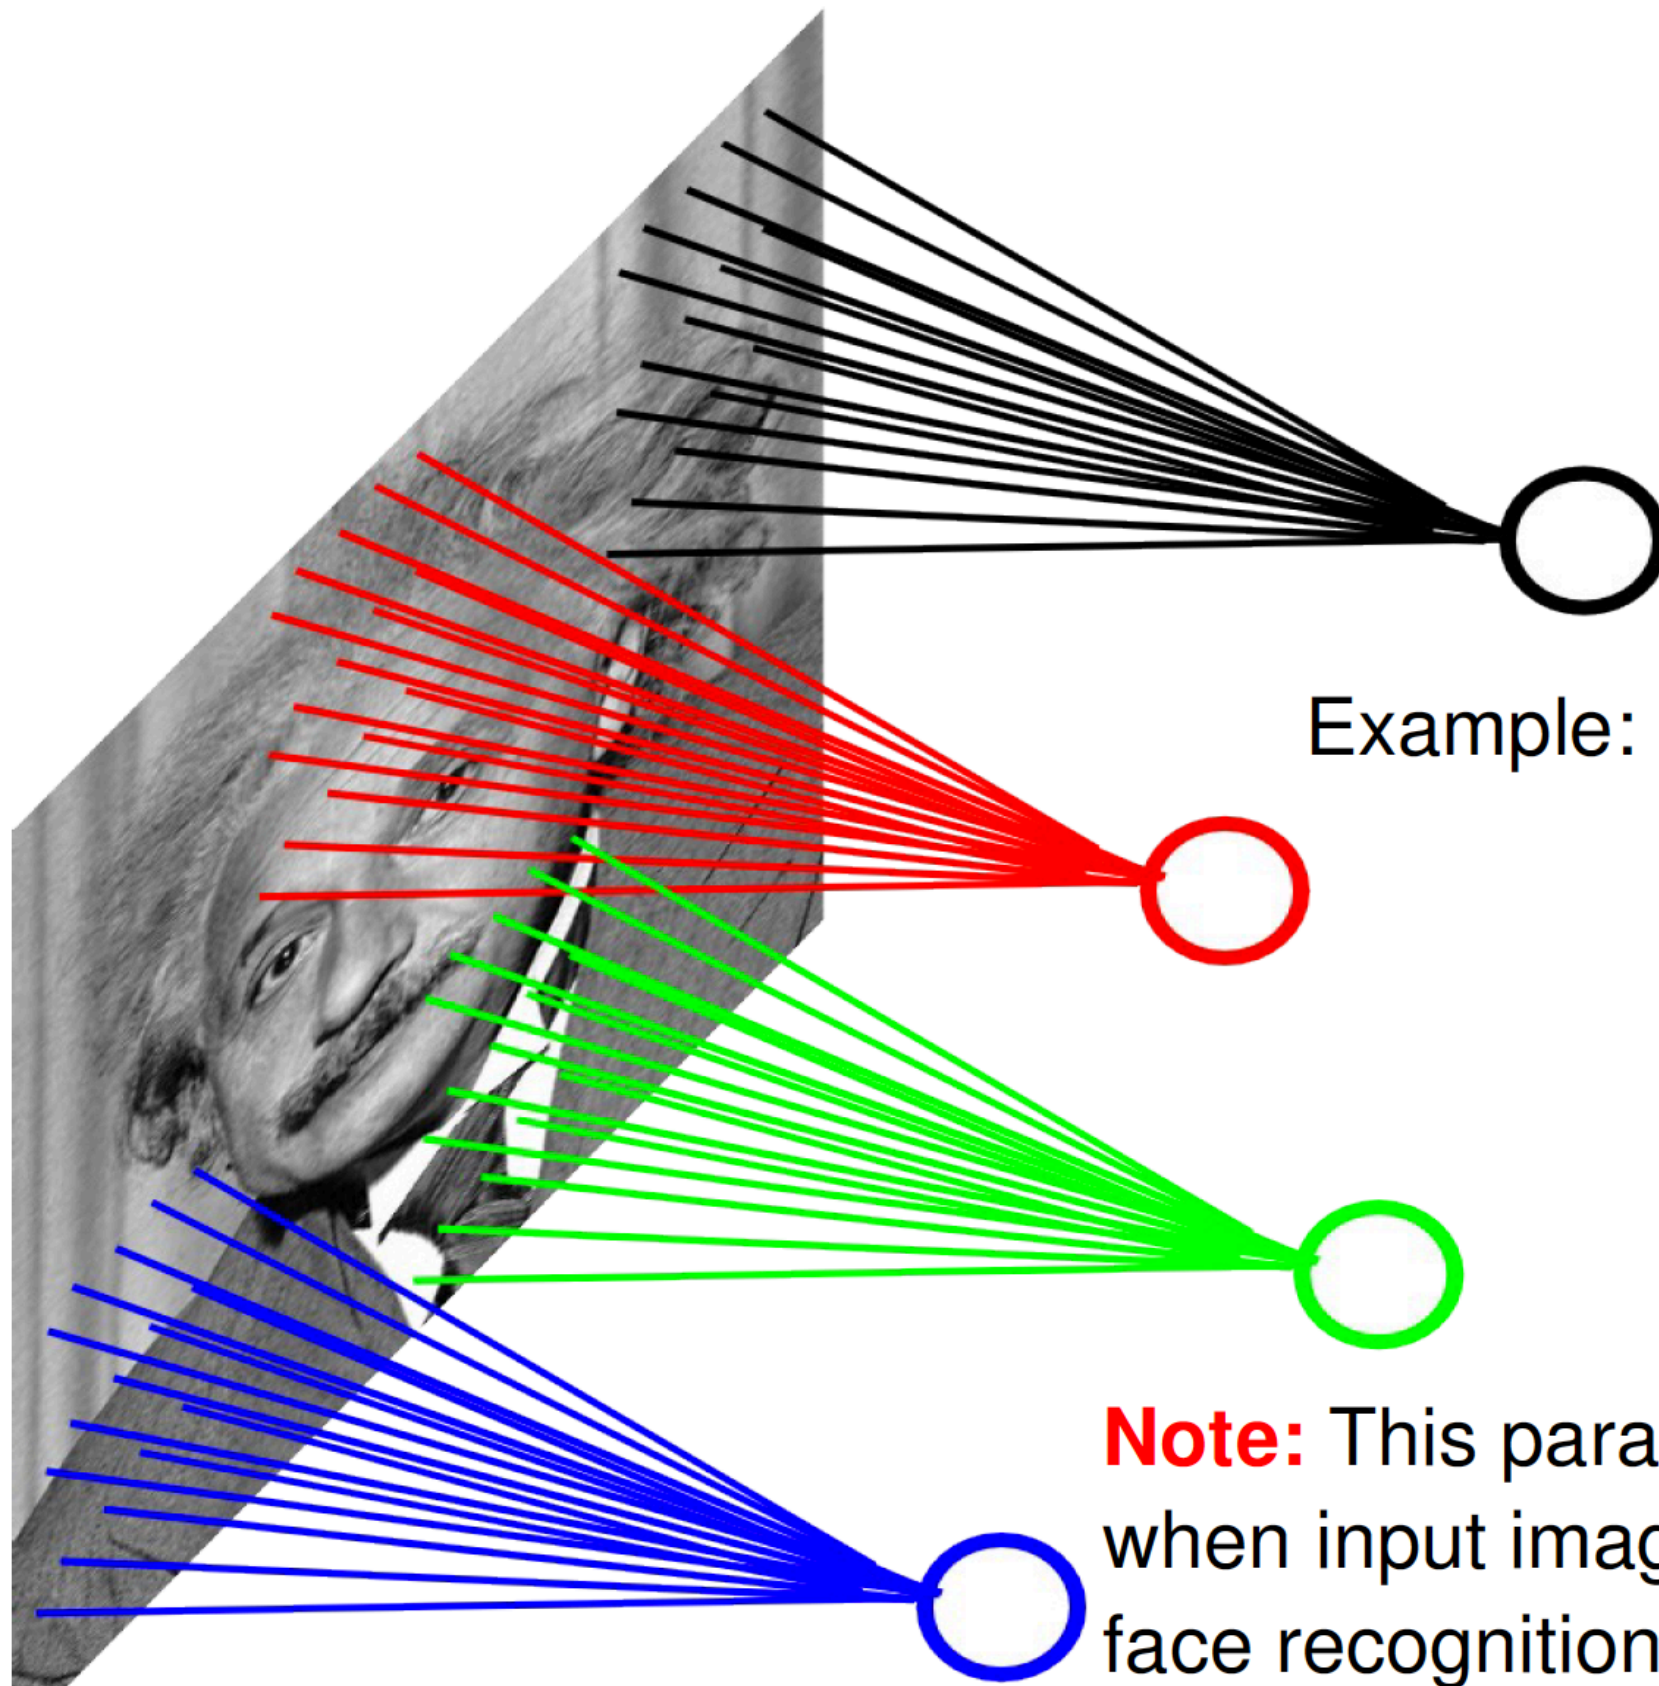 Example:
Note: This para
when input imag
face recognition